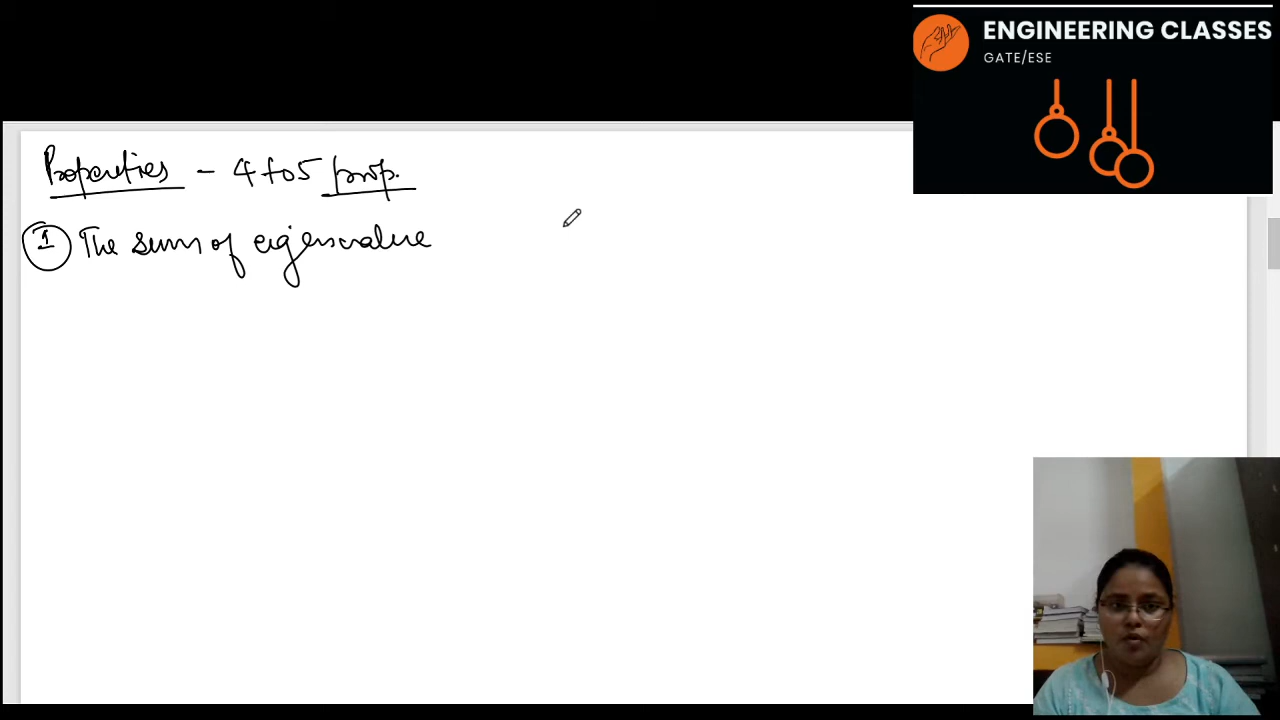 ENGINEERING CLASSES
GATE/ESE
Properties - 4 to 5 prop.
1 The sum of eigenvalue